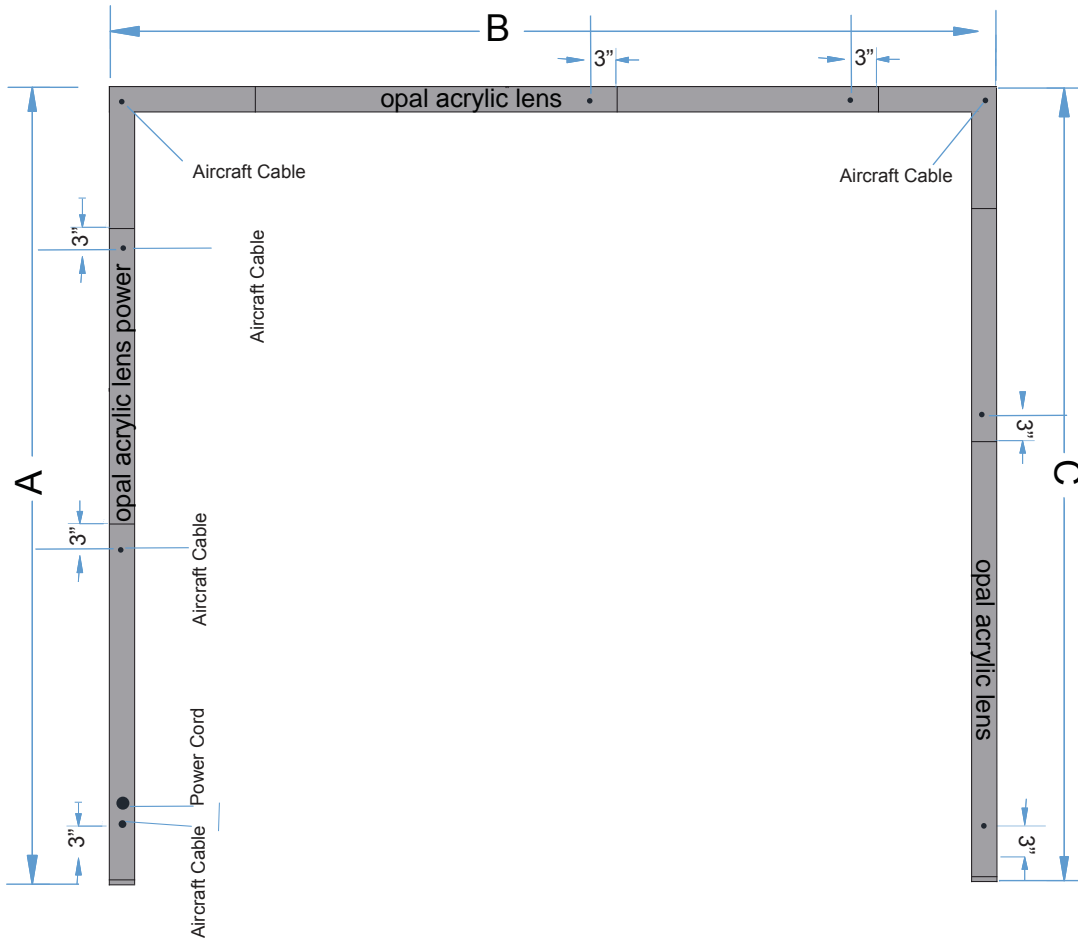 B
3”
3”
opal acrylic lens
Aircraft Cable
Aircraft Cable
3”
Aircraft Cable
opal acrylic lens power
A
C
3”
3”
Aircraft Cable
opal acrylic lens
Power Cord
3”
Aircraft Cable
3”